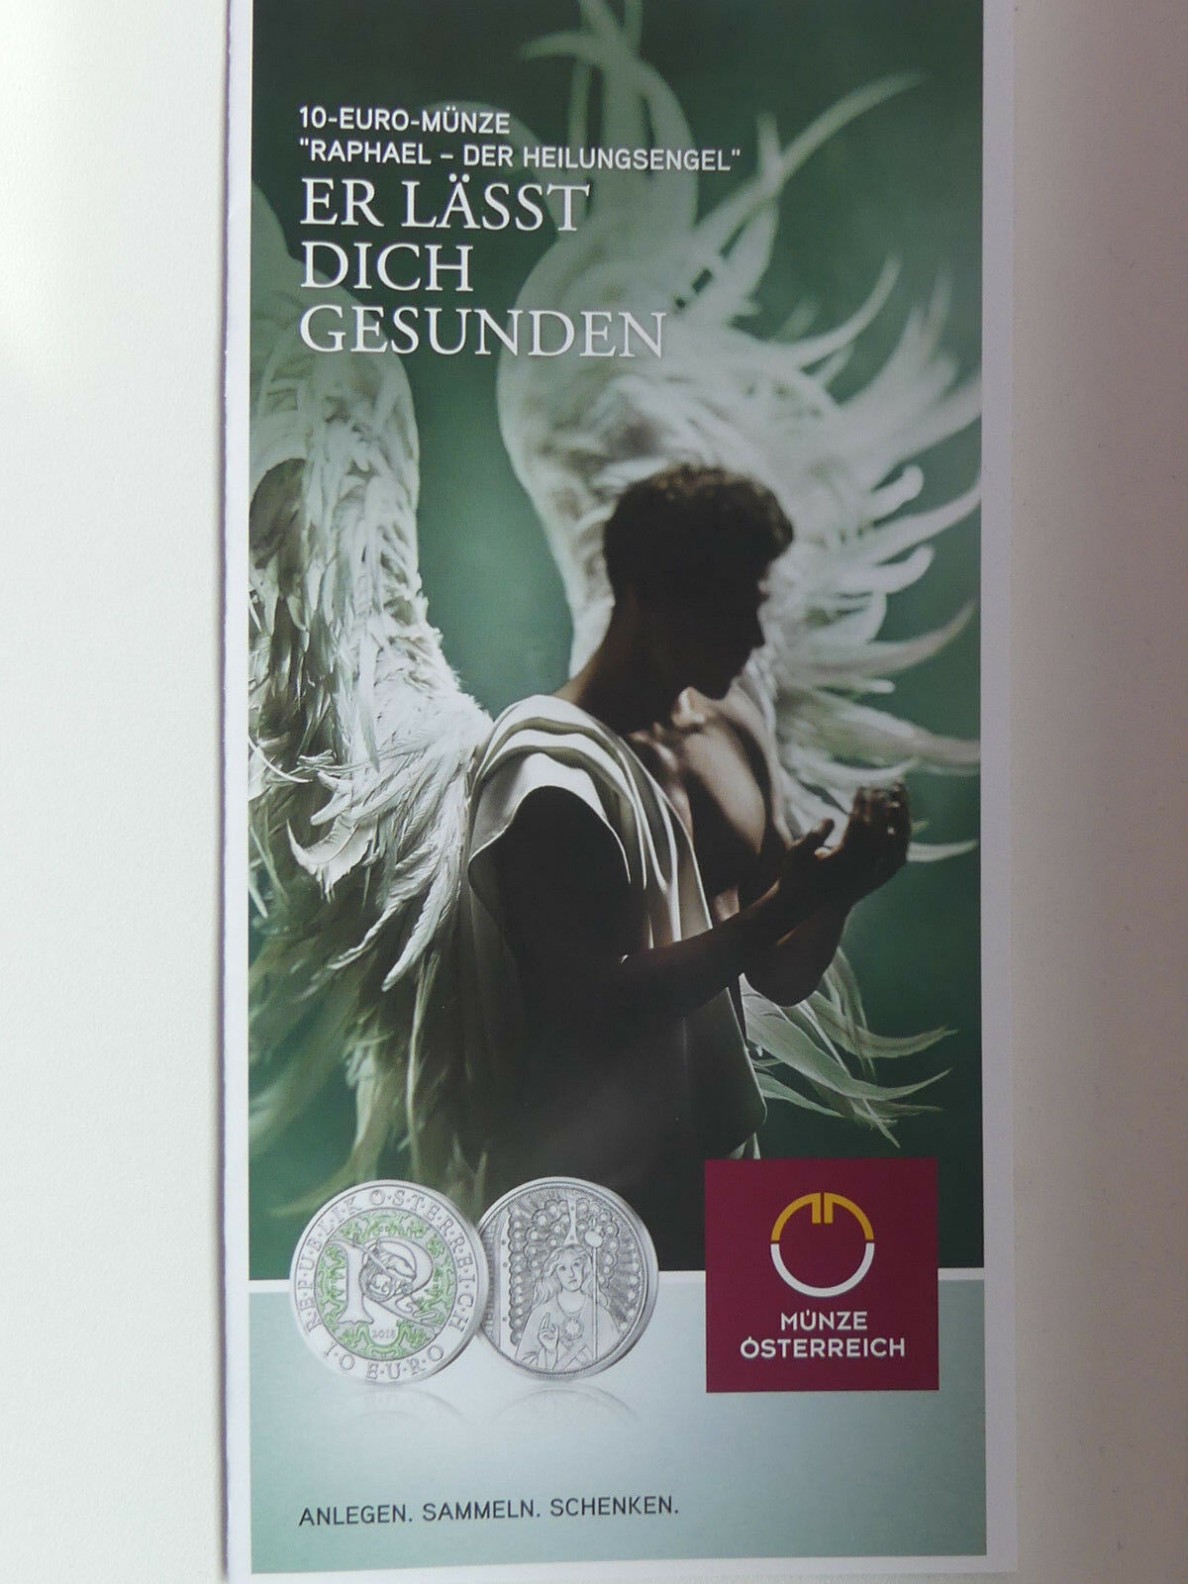 10-EURO-MÜNZE
"RAPHAEL – DER HEILUNGSENGEL"
ER LÄSST
DICH
GESUNDEN
REPUBLIK ÖSTERREICH
R
10 EURO
MÜNZE
ÖSTERREICH
ANLEGEN. SAMMELN. SCHENKEN.